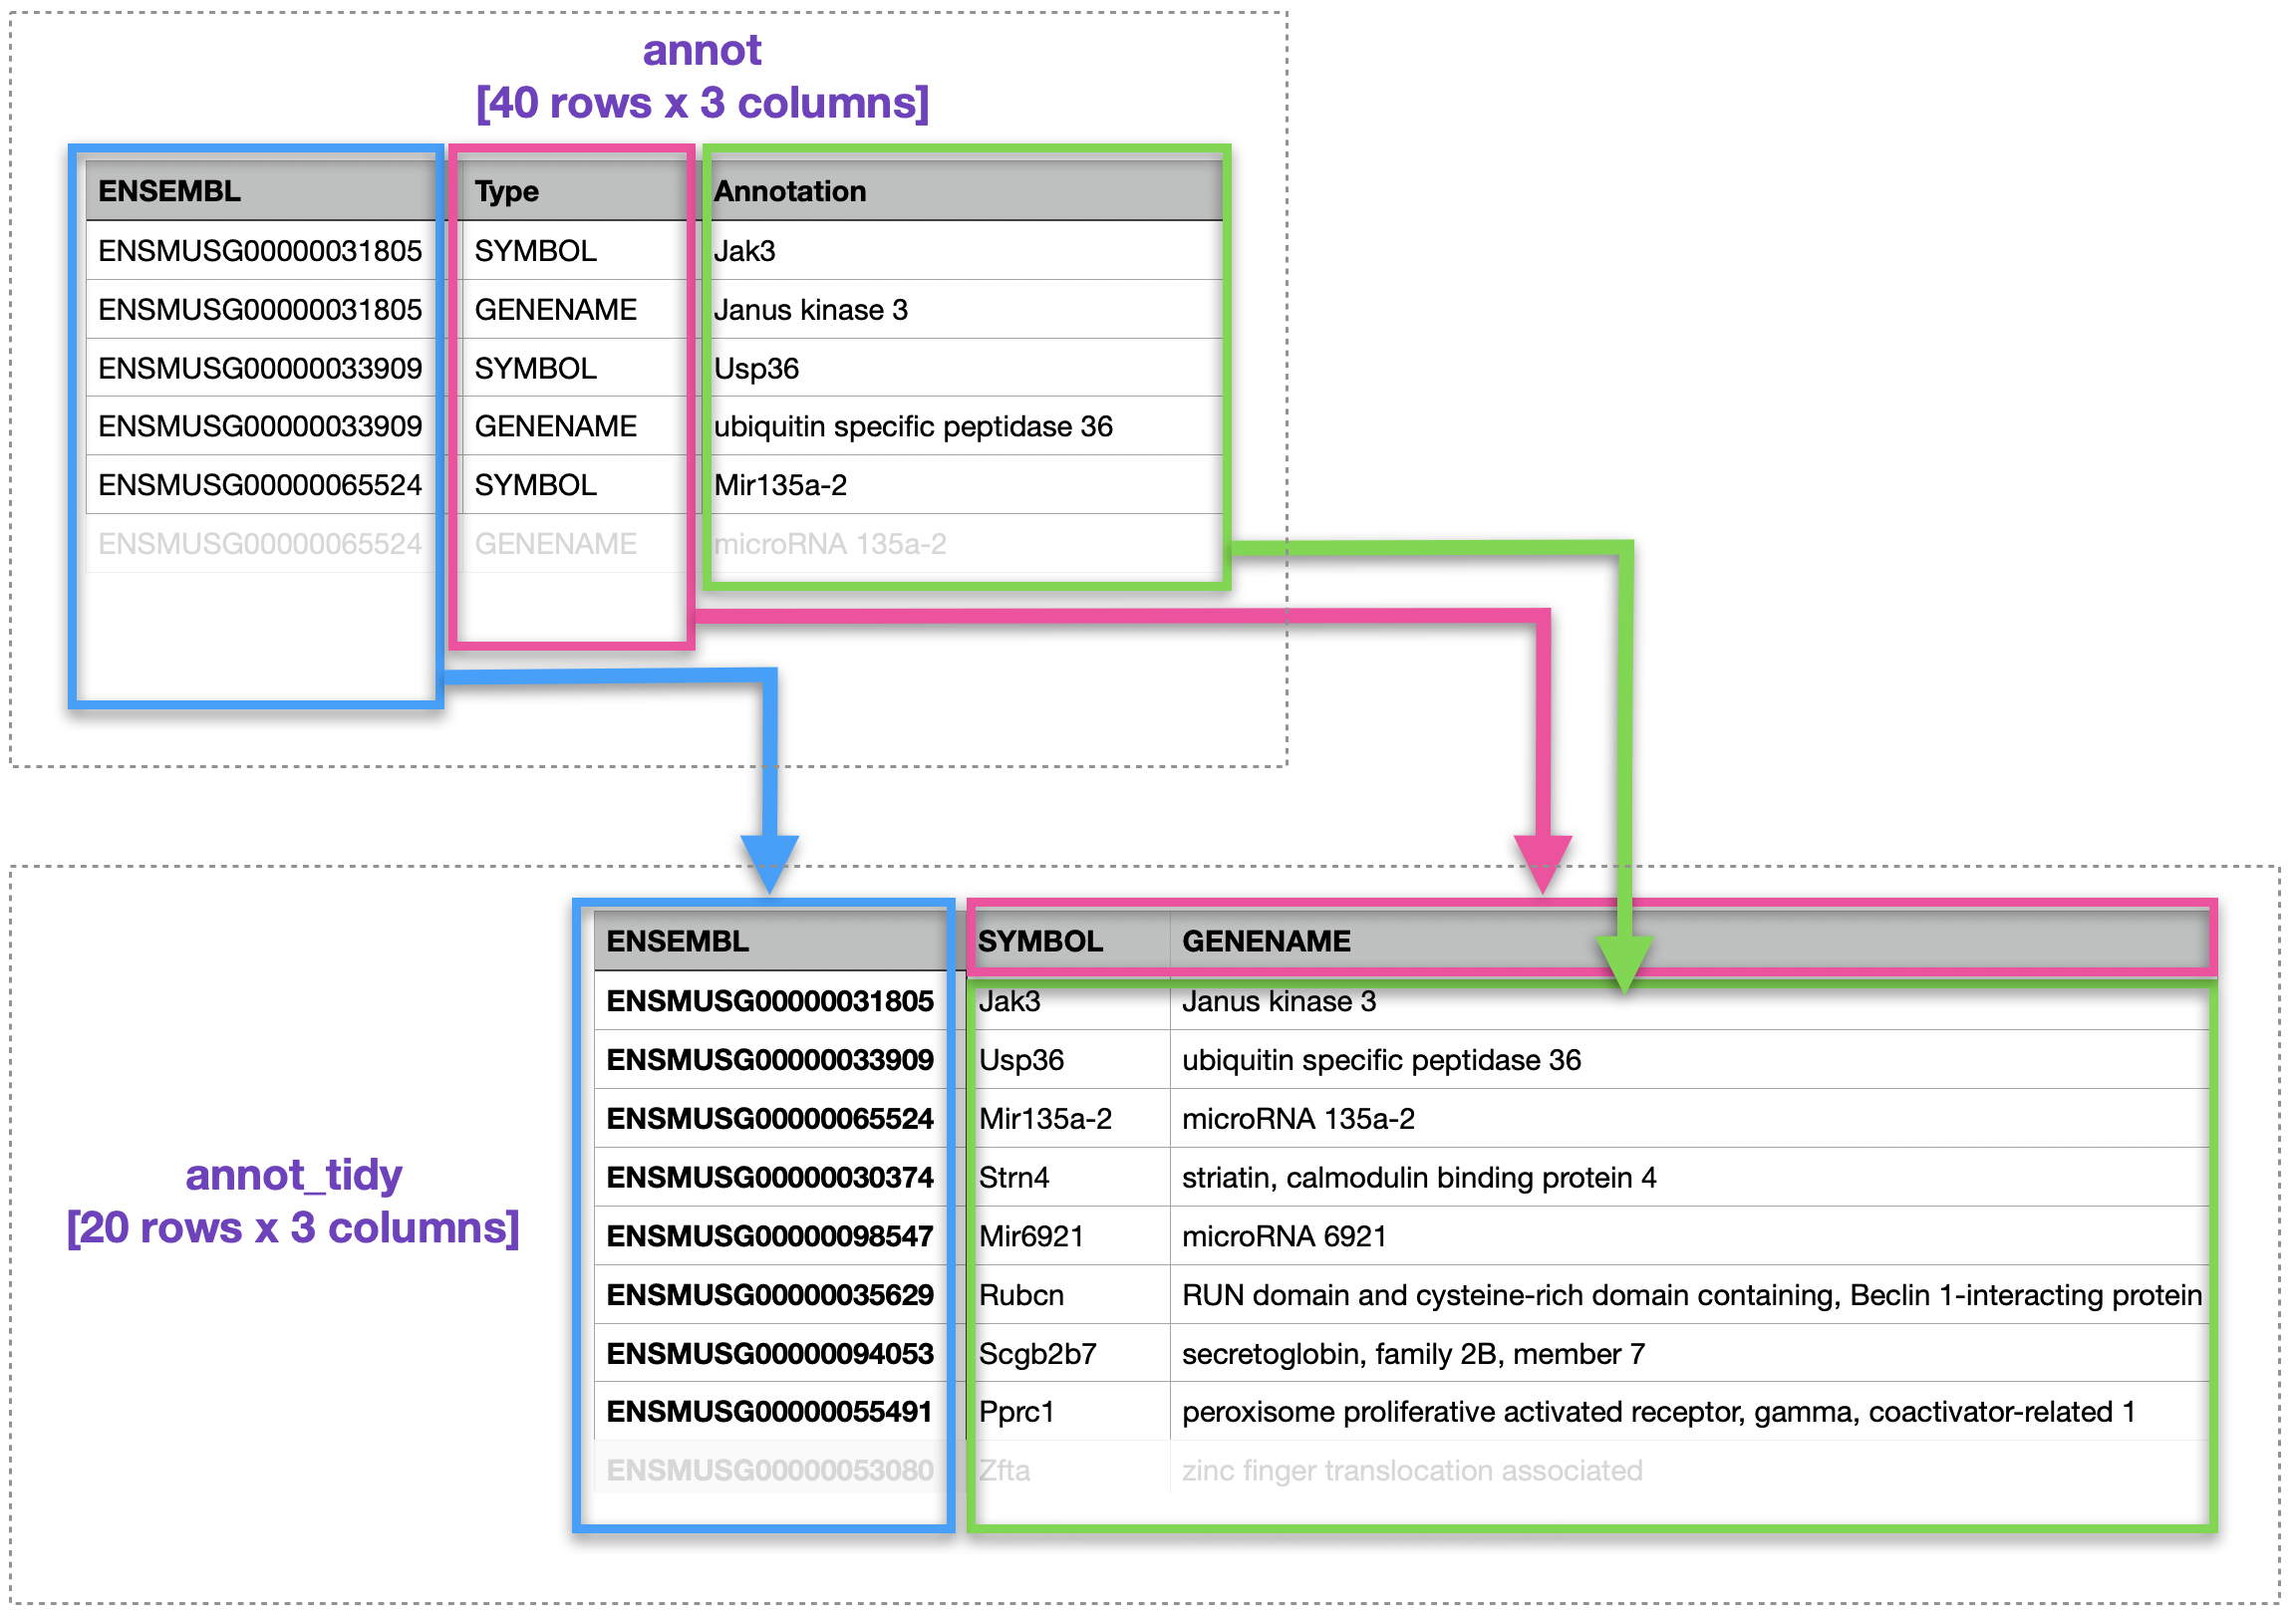 annot
[40 rows x 3 columns]
ENSEMBL Type Annotation
ENSMUSG00000031805 SYMBOL Jak3
ENSMUSG00000031805 GENENAME Janus kinase 3
ENSMUSG00000033909 SYMBOL Usp36
ENSMUSG00000033909 GENENAME ubiquitin specific peptidase 36
ENSMUSG00000065524 SYMBOL Mir135a-2
ENSMUSG00000065524 GENENAME microRNA 135a-2
annot_tidy
[20 rows x 3 columns]
ENSEMBL SYMBOL GENENAME
ENSMUSG00000031805 Jak3 Janus kinase 3
ENSMUSG00000033909 Usp36 ubiquitin specific peptidase 36
ENSMUSG00000065524 Mir135a-2 microRNA 135a-2
ENSMUSG00000030374 Strn4 striatin, calmodulin binding protein 4
ENSMUSG00000098547 Mir6921 microRNA 6921
ENSMUSG00000035629 Rubcn RUN domain and cysteine-rich domain containing, Beclin 1-interacting protein
ENSMUSG00000094053 Scgb2b7 secretoglobin, family 2B, member 7
ENSMUSG00000055491 Pprc1 peroxisome proliferative activated receptor, gamma, coactivator-related 1
ENSMUSG00000053080 Zfta zinc finger translocation associated